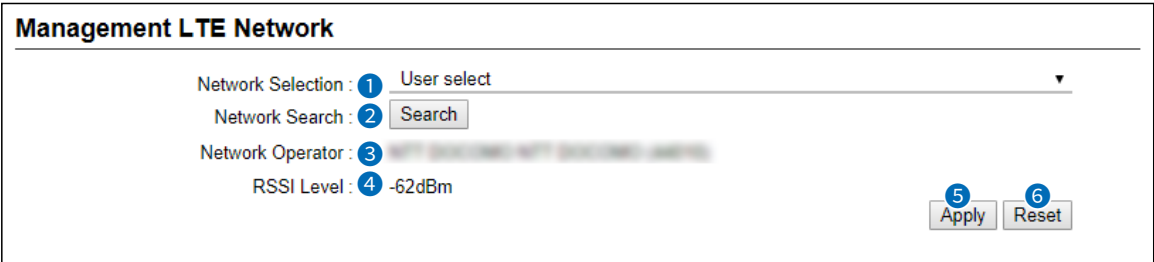 Management LTE Network
Network Selection : 1 User select ▼
Network Search : 2 Search
Network Operator : 3
RSSI Level : 4 -62dBm
5 6
Apply Reset